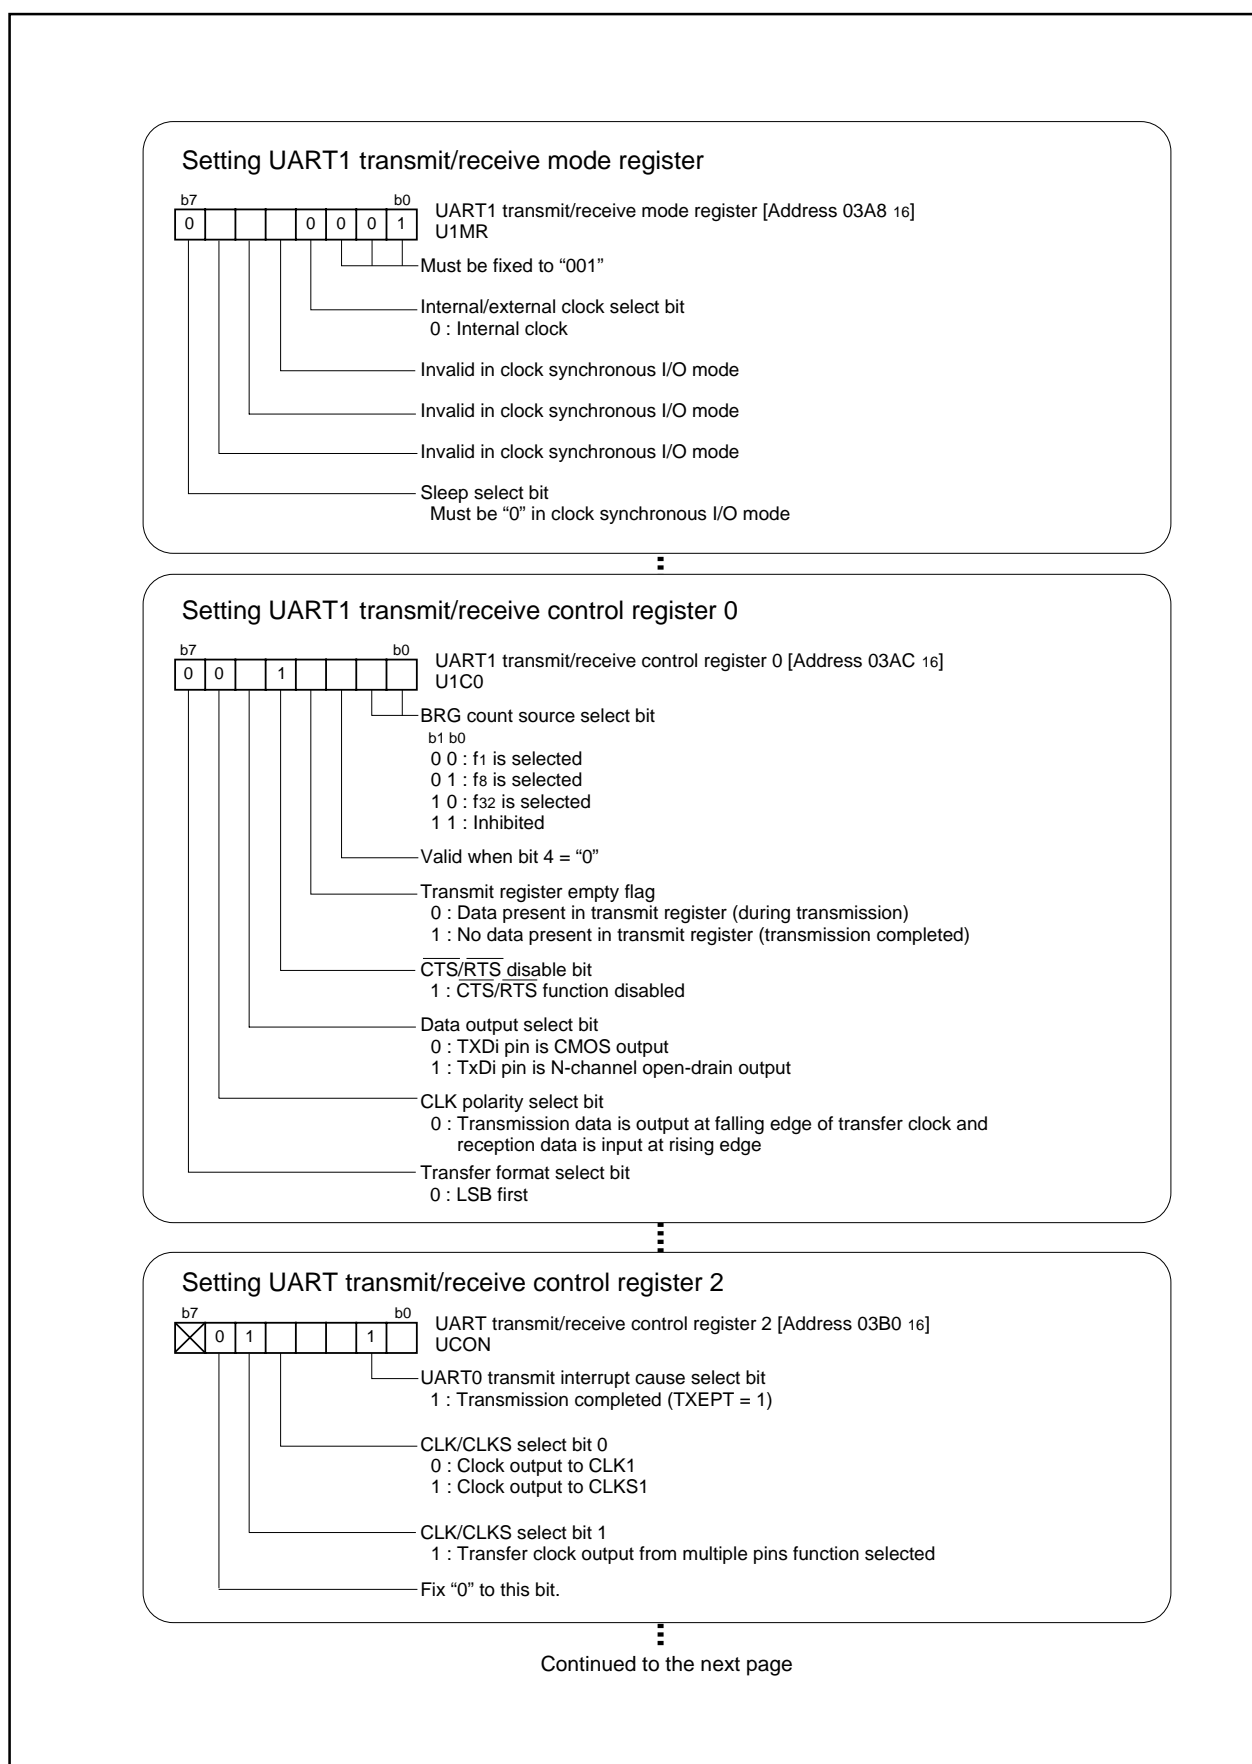 Setting UART1 transmit/receive mode register
b7 b0
0 0 0 0 1
UART1 transmit/receive mode register [Address 03A8 16]
U1MR
Must be fixed to “001”
Internal/external clock select bit
0 : Internal clock
Invalid in clock synchronous I/O mode
Invalid in clock synchronous I/O mode
Invalid in clock synchronous I/O mode
Sleep select bit
Must be “0” in clock synchronous I/O mode
Setting UART1 transmit/receive control register 0
b7 b0
0 0 1
UART1 transmit/receive control register 0 [Address 03AC 16]
U1C0
BRG count source select bit
b1 b0
0 0 : f1 is selected
0 1 : f8 is selected
1 0 : f32 is selected
1 1 : Inhibited
Valid when bit 4 = “0”
Transmit register empty flag
0 : Data present in transmit register (during transmission)
1 : No data present in transmit register (transmission completed)
CTS/RTS disable bit
1 : CTS/RTS function disabled
Data output select bit
0 : TXDi pin is CMOS output
1 : TxDi pin is N-channel open-drain output
CLK polarity select bit
0 : Transmission data is output at falling edge of transfer clock and
reception data is input at rising edge
Transfer format select bit
0 : LSB first
Setting UART transmit/receive control register 2
b7 b0
0 1 1
UART transmit/receive control register 2 [Address 03B0 16]
UCON
UART0 transmit interrupt cause select bit
1 : Transmission completed (TXEPT = 1)
CLK/CLKS select bit 0
0 : Clock output to CLK1
1 : Clock output to CLKS1
CLK/CLKS select bit 1
1 : Transfer clock output from multiple pins function selected
Fix “0” to this bit.
Continued to the next page